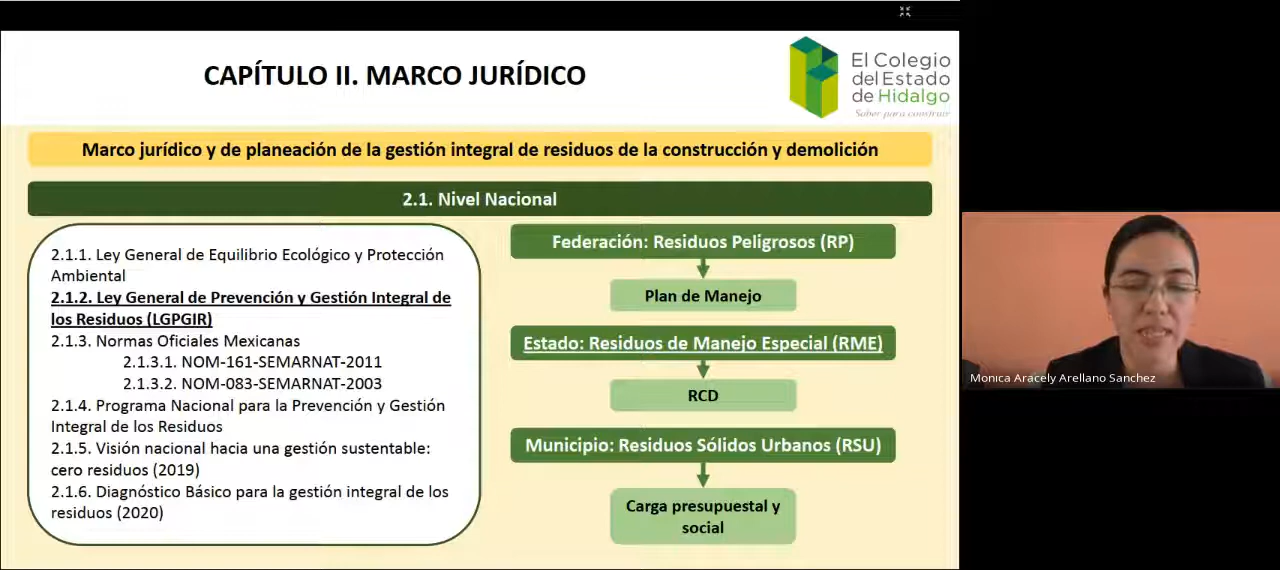 CAPÍTULO II. MARCO JURÍDICO
El Colegio
del Estado
de Hidalgo
Saber para construir
Marco jurídico y de planeación de la gestión integral de residuos de la construcción y demolición
2.1. Nivel Nacional
2.1.1. Ley General de Equilibrio Ecológico y Protección
Ambiental
2.1.2. Ley General de Prevención y Gestión Integral de
los Residuos (LGPGIR)
2.1.3. Normas Oficiales Mexicanas
2.1.3.1. NOM-161-SEMARNAT-2011
2.1.3.2. NOM-083-SEMARNAT-2003
2.1.4. Programa Nacional para la Prevención y Gestión
Integral de los Residuos
2.1.5. Visión nacional hacia una gestión sustentable:
cero residuos (2019)
2.1.6. Diagnóstico Básico para la gestión integral de los
residuos (2020)
Federación: Residuos Peligrosos (RP)
Plan de Manejo
Estado: Residuos de Manejo Especial (RME)
RCD
Municipio: Residuos Sólidos Urbanos (RSU)
Carga presupuestal y
social
Monica Aracely Arellano Sanchez